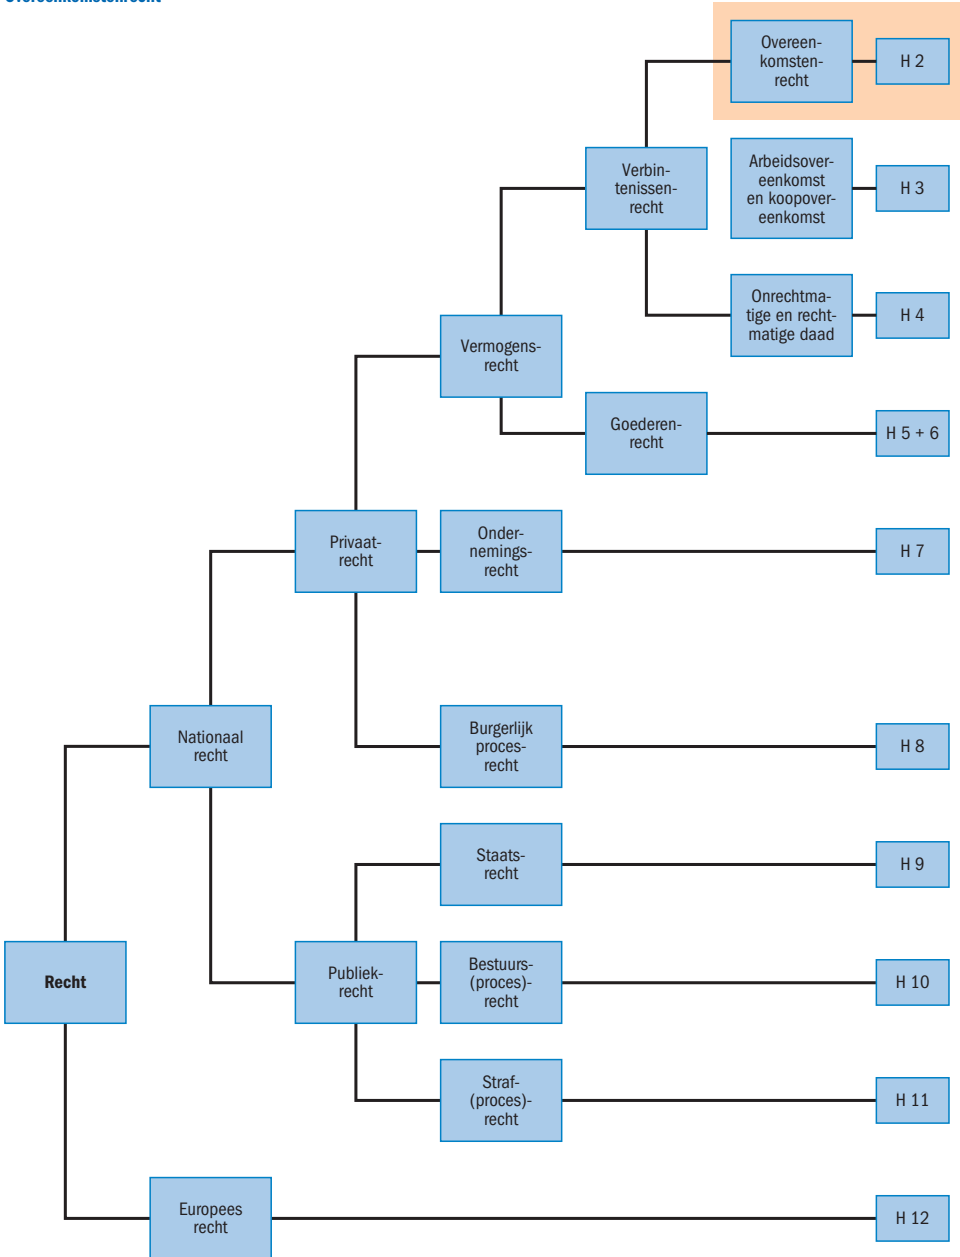 Overeenkomstenrecht
Overeen-
komsten-
recht
H 2
Arbeidsover-
eenkomst
en koopover-
eenkomst
H 3
Verbin-
tenissen-
recht
Onrechtma-
tige en recht-
matige daad
H 4
Vermogens-
recht
Goederen-
recht
H 5 + 6
Privaat-
recht
Onder-
nemings-
recht
H 7
Nationaal
recht
Burgerlijk
proces-
recht
H 8
Staats-
recht
H 9
Recht
Publiek-
recht
Bestuurs-
(proces)-
recht
H 10
Straf-
(proces)-
recht
H 11
Europees
recht
H 12